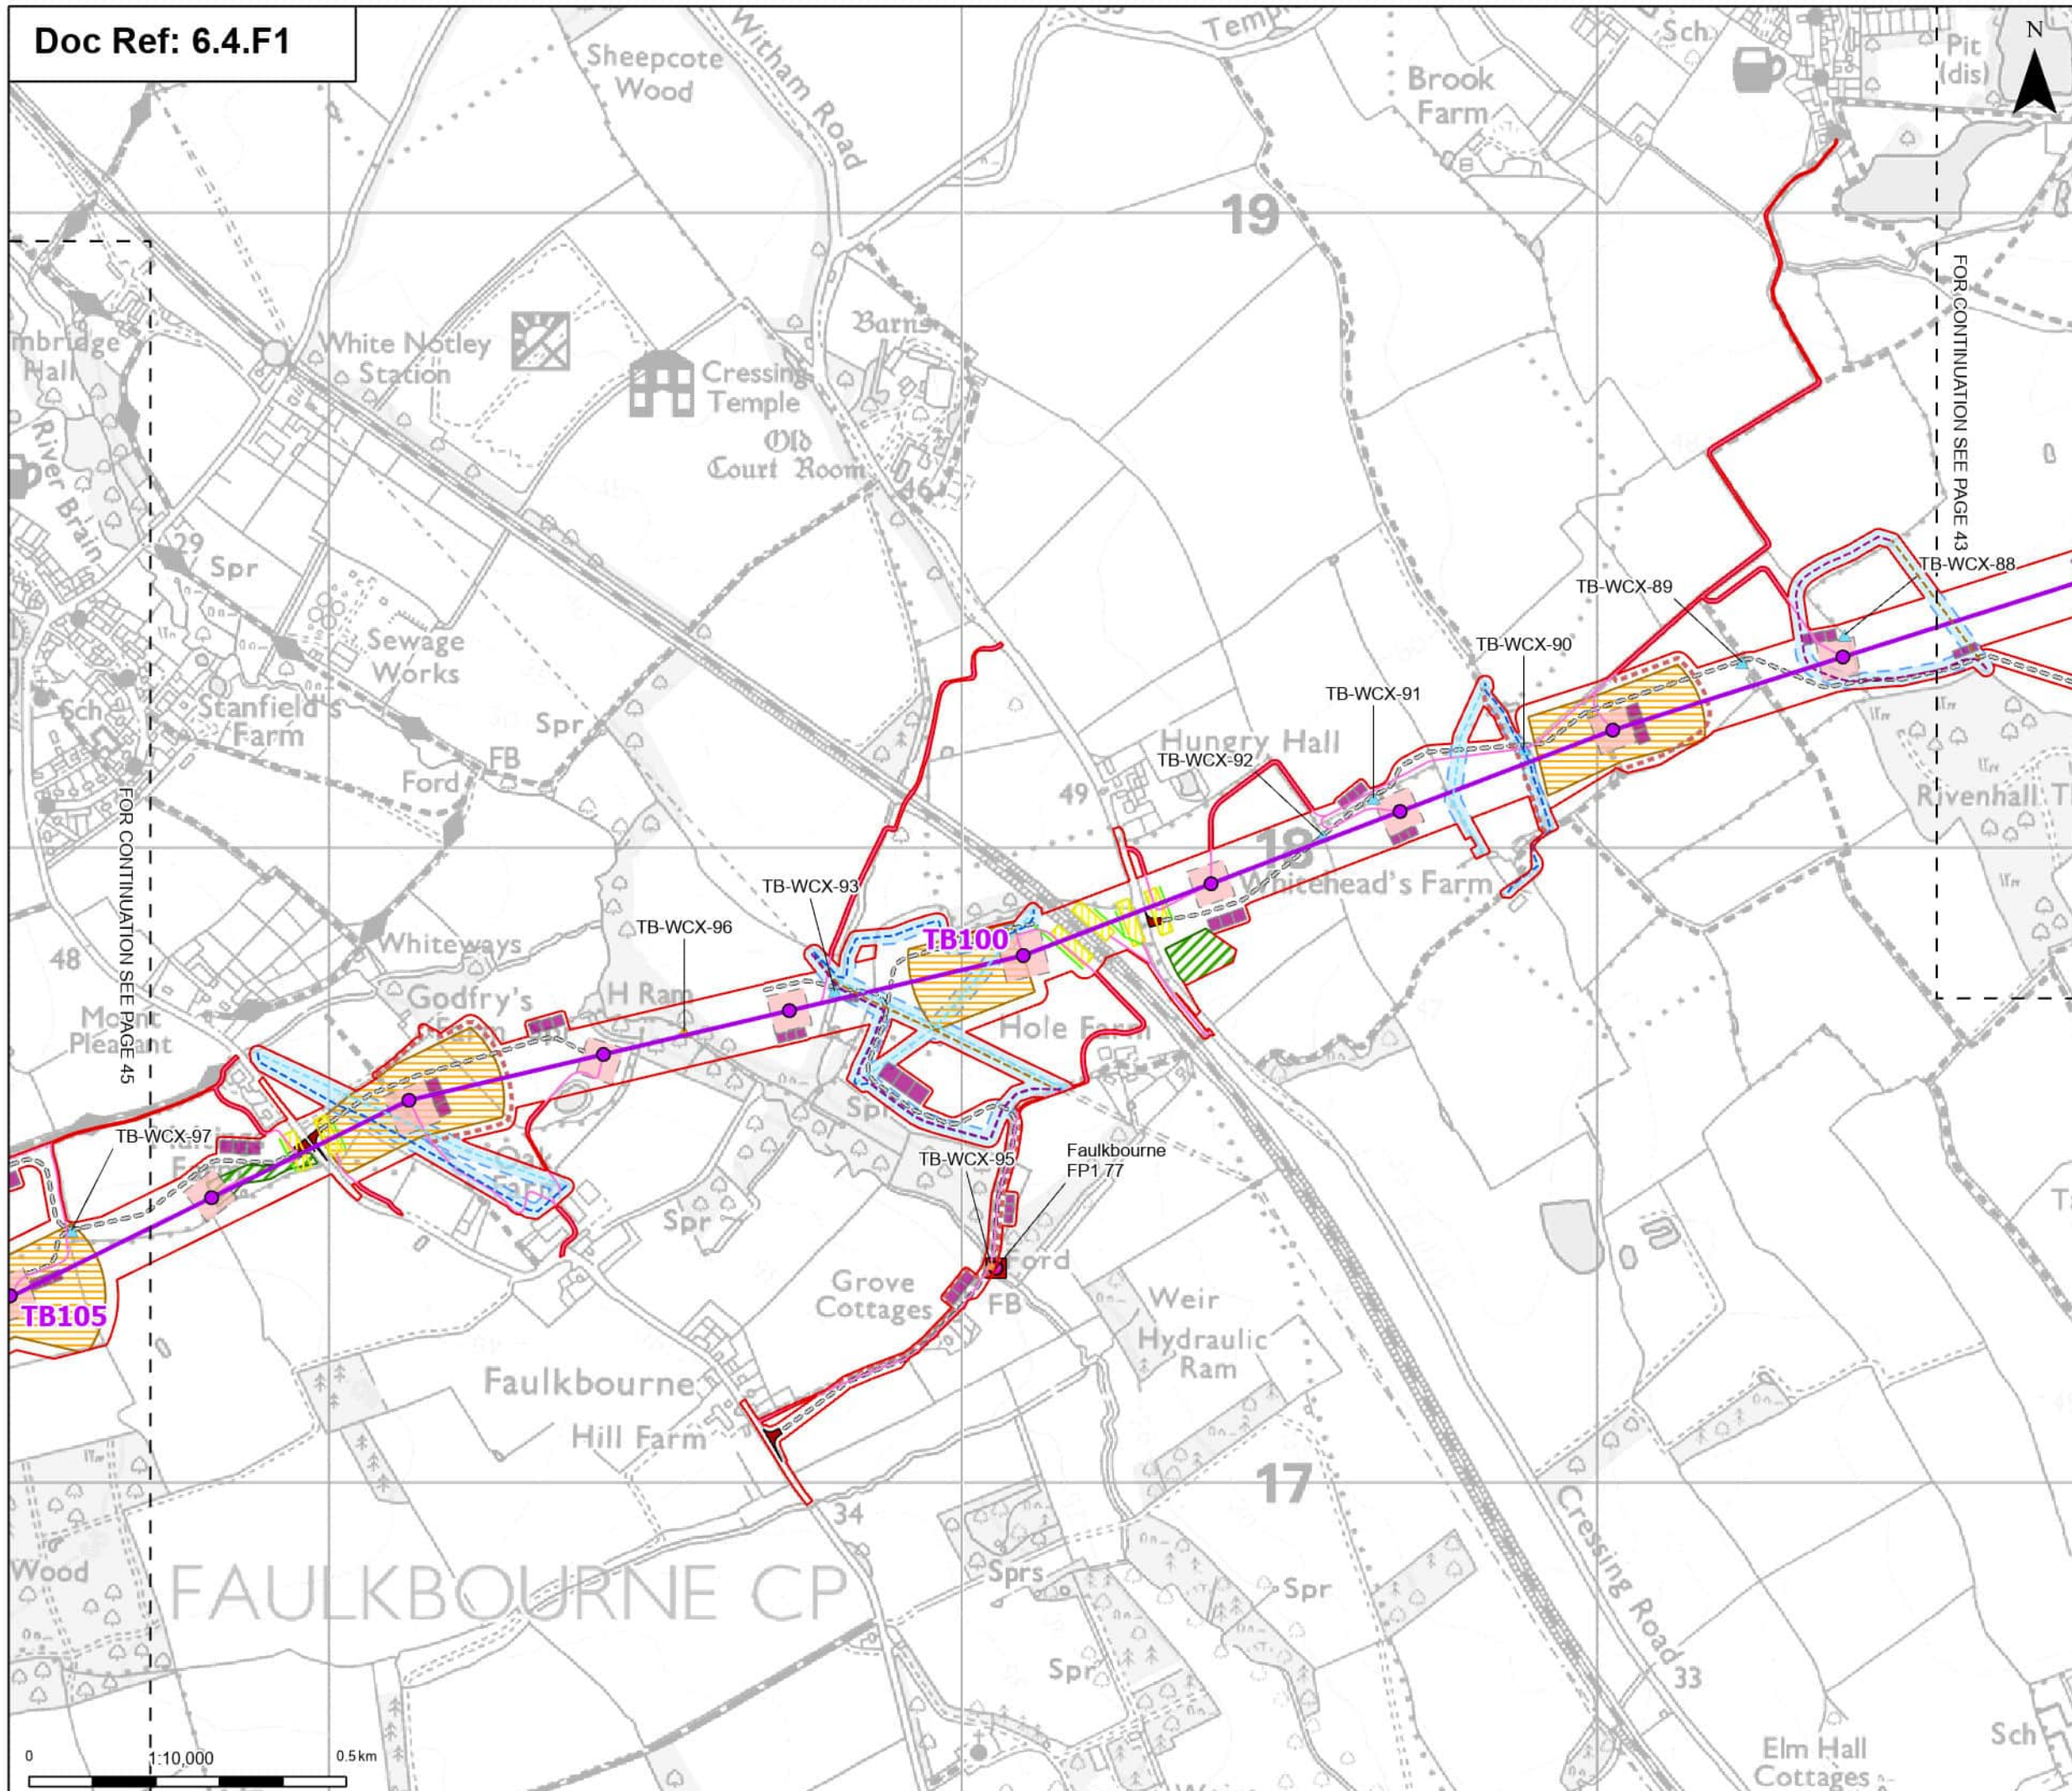 Doc Ref: 6.4.F1
N
Sheepcote
Wood
Witham Road
Brook
Farm
Sch
Pit
(dis)
19
FOR CONTINUATION SEE PAGE 43
White Notley
Station
Cressing
Temple
Old
Court Room
Barns
46
Hall
River Brain
29
Spr
Sewage
Works
Stanfield's
Farm
Sch
Spr
FB
Ford
TB-WCX-88
TB-WCX-89
TB-WCX-90
TB-WCX-91
TB-WCX-92
Hungry Hall
49
18
Whitehead's Farm
Rivenhall
FOR CONTINUATION SEE PAGE 45
TB-WCX-93
TB-WCX-96
TB100
48
Whiteways
Godfry's
H Ram
Mount
Pleasant
Hole Farm
TB-WCX-97
TB-WCX-95
Faulkbourne
FP1 77
Spr
Ford
FB
Grove
Cottages
Weir
Hydraulic
Ram
TB105
Faulkbourne
Hill Farm
17
34
Wood
FAULKBOURNE CP
Sprs
Spr
Spr
Cressing Road
33
Elm Hall
Cottages
Sch
0
1:10,000
0.5 km